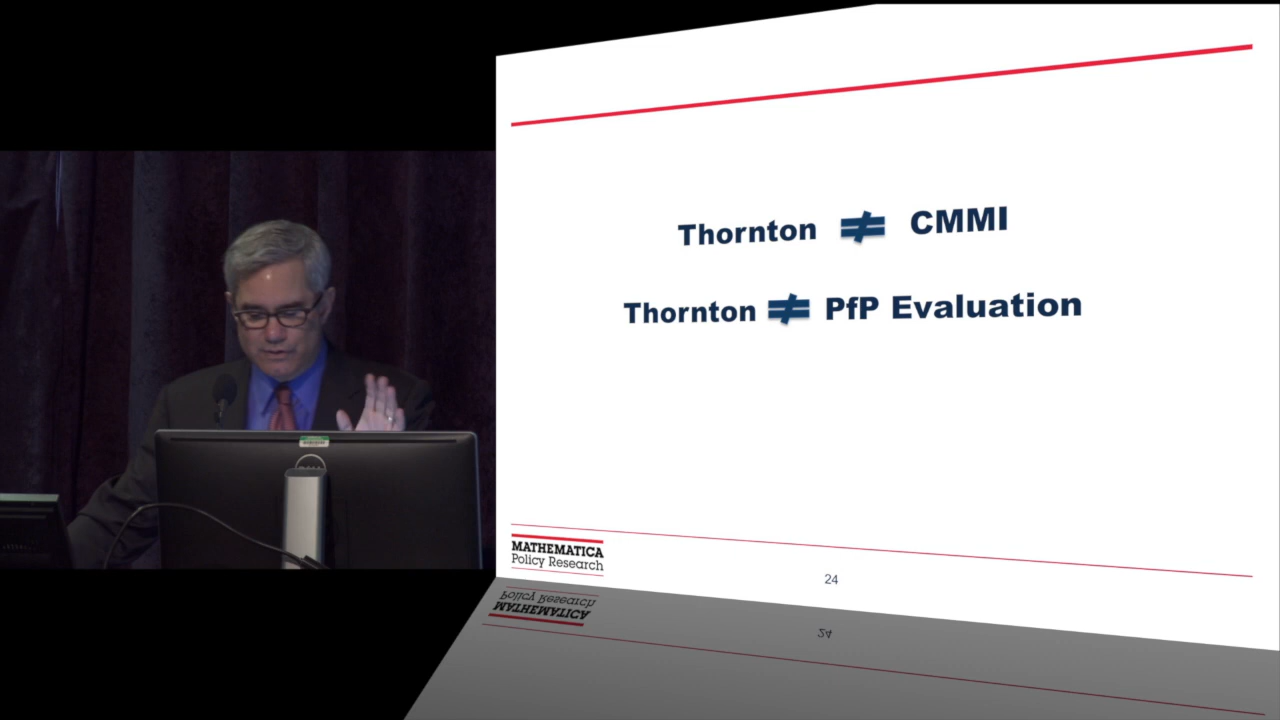 Thornton ≠ CMMI
Thornton ≠ PfP Evaluation
MATHEMATICA
Policy Research
24